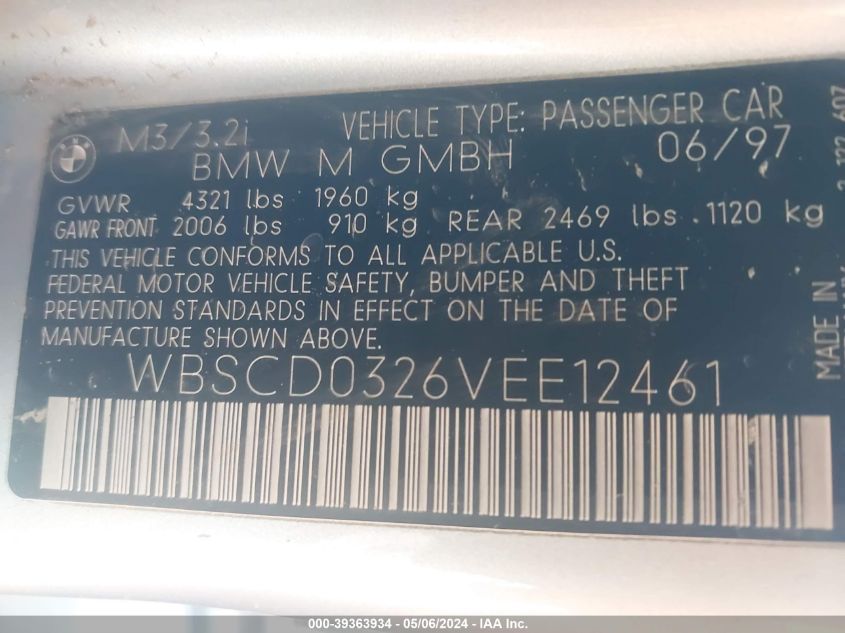 M3/3.2i VEHICLE TYPE: PASSENGER CAR
BMW M GMBH 06/97
GVWR 4321 lbs 1960 kg
GAWR FRONT 2006 lbs 910 kg REAR 2469 lbs 1120 kg
THIS VEHICLE CONFORMS TO ALL APPLICABLE U.S.
FEDERAL MOTOR VEHICLE SAFETY, BUMPER AND THEFT
PREVENTION STANDARDS IN EFFECT ON THE DATE OF
MANUFACTURE SHOWN ABOVE.
WBSCD0326VEE12461
MADE IN
000-39363934 - 05/06/2024 - IAA Inc.